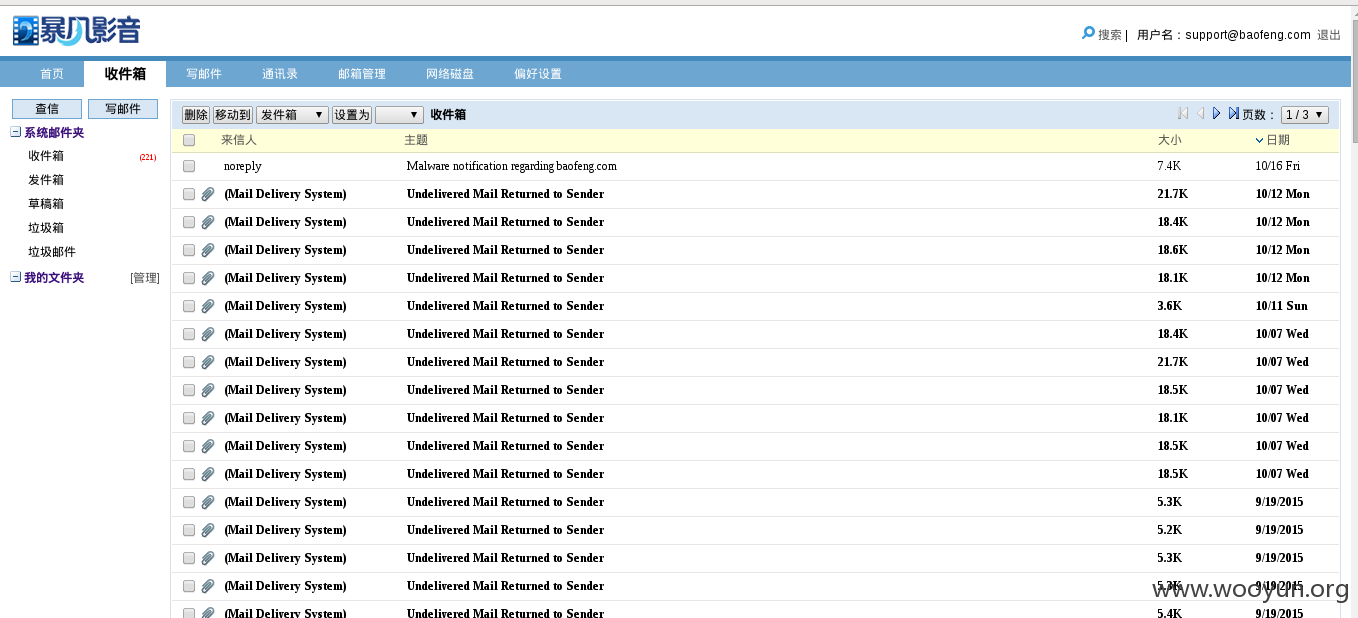 暴风影音
搜索 | 用户名：support@baofeng.com 退出
首页 收件箱 写邮件 通讯录 邮箱管理 网络磁盘 偏好设置
查信 写邮件
系统邮件夹
收件箱 (221)
发件箱
草稿箱
垃圾箱
垃圾邮件
我的文件夹 [管理]
删除 移动到 发件箱 设置为 收件箱 页数： 1 / 3
来信人 主题 大小 日期
noreply Malware notification regarding baofeng.com 7.4K 10/16 Fri
(Mail Delivery System) Undelivered Mail Returned to Sender 21.7K 10/12 Mon
(Mail Delivery System) Undelivered Mail Returned to Sender 18.4K 10/12 Mon
(Mail Delivery System) Undelivered Mail Returned to Sender 18.6K 10/12 Mon
(Mail Delivery System) Undelivered Mail Returned to Sender 18.1K 10/12 Mon
(Mail Delivery System) Undelivered Mail Returned to Sender 3.6K 10/11 Sun
(Mail Delivery System) Undelivered Mail Returned to Sender 18.4K 10/07 Wed
(Mail Delivery System) Undelivered Mail Returned to Sender 21.7K 10/07 Wed
(Mail Delivery System) Undelivered Mail Returned to Sender 18.5K 10/07 Wed
(Mail Delivery System) Undelivered Mail Returned to Sender 18.1K 10/07 Wed
(Mail Delivery System) Undelivered Mail Returned to Sender 18.5K 10/07 Wed
(Mail Delivery System) Undelivered Mail Returned to Sender 18.5K 10/07 Wed
(Mail Delivery System) Undelivered Mail Returned to Sender 5.3K 9/19/2015
(Mail Delivery System) Undelivered Mail Returned to Sender 5.2K 9/19/2015
(Mail Delivery System) Undelivered Mail Returned to Sender 5.3K 9/19/2015
(Mail Delivery System) Undelivered Mail Returned to Sender 5.3K 9/19/2015
www.wooyun.org
(Mail Delivery System) Undelivered Mail Returned to Sender 5.4K 9/19/2015